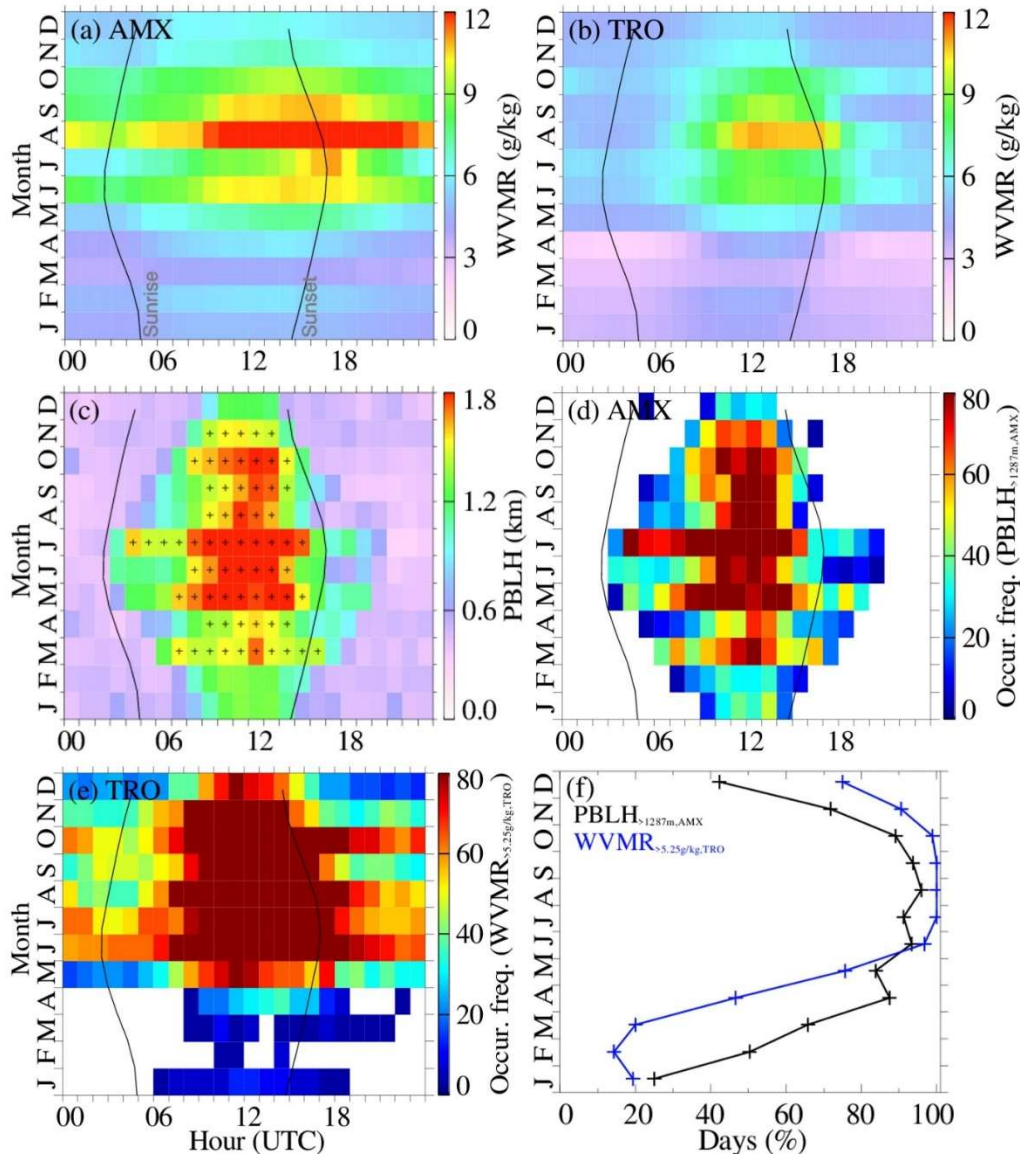 (a) AMX
Month
J F M A M J J A S O N D
Sunrise
Sunset
00 06 12 18
12
9
6
3
0
WVMR (g/kg)
(b) TRO
00 06 12 18
12
9
6
3
0
WVMR (g/kg)
(c)
Month
J F M A M J J A S O N D
00 06 12 18
1.8
1.2
0.6
0.0
PBLH (km)
(d) AMX
J F M A M J J A S O N D
00 06 12 18
80
60
40
20
0
Occur. freq. (PBLH>1287m,AMX)
(e) TRO
Month
J F M A M J J A S O N D
00 06 12 18
Hour (UTC)
80
60
40
20
0
Occur. freq. (WVMR>5.25g/kg,TRO)
(f)
PBLH>1287m,AMX
WVMR>5.25g/kg,TRO
J F M A M J J A S O N D
0 20 40 60 80 100
Days (%)